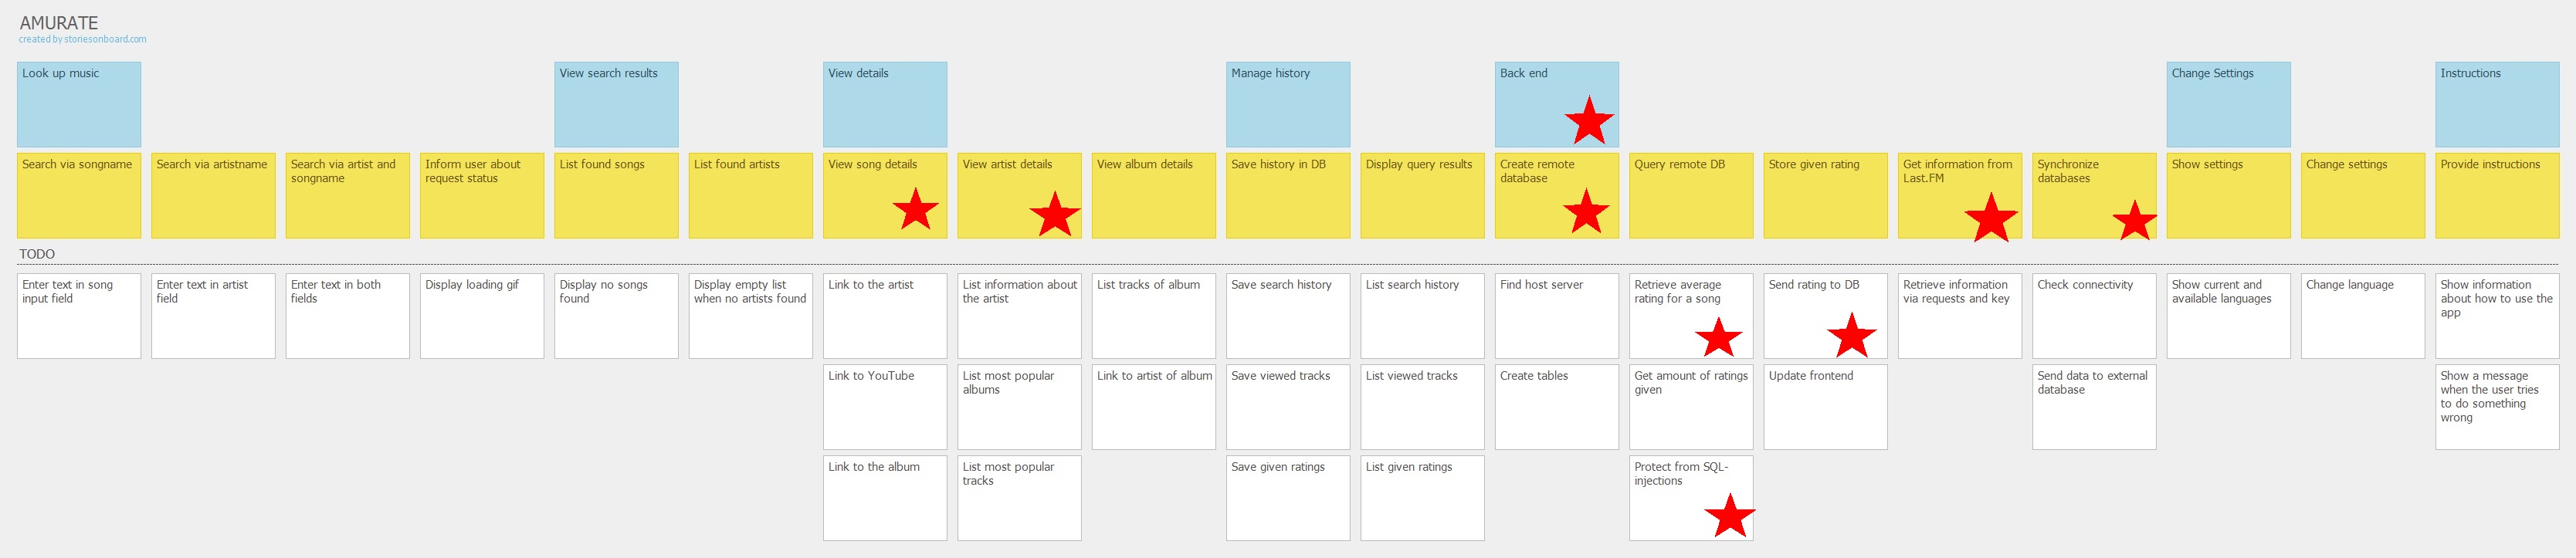 AMURATE
created by storiesonboard.com
Look up music
View search results
View details
Manage history
Back end
Change Settings
Instructions
Search via songname
Search via artistname
Search via artist and
songname
Inform user about
request status
List found songs
List found artists
View song details
View artist details
View album details
Save history in DB
Display query results
Create remote
database
Query remote DB
Store given rating
Get information from
Last.FM
Synchronize
databases
Show settings
Change settings
Provide instructions
TODO
Enter text in song
input field
Enter text in artist
field
Enter text in both
fields
Display loading gif
Display no songs
found
Display empty list
when no artists found
Link to the artist
List information about
the artist
List tracks of album
Save search history
List search history
Find host server
Retrieve average
rating for a song
Send rating to DB
Retrieve information
via requests and key
Check connectivity
Show current and
available languages
Change language
Show information
about how to use the
app
Link to YouTube
List most popular
albums
Link to artist of album
Save viewed tracks
List viewed tracks
Create tables
Get amount of ratings
given
Update frontend
Send data to external
database
Show a message
when the user tries
to do something
wrong
Link to the album
List most popular
tracks
Save given ratings
List given ratings
Protect from SQL-
injections